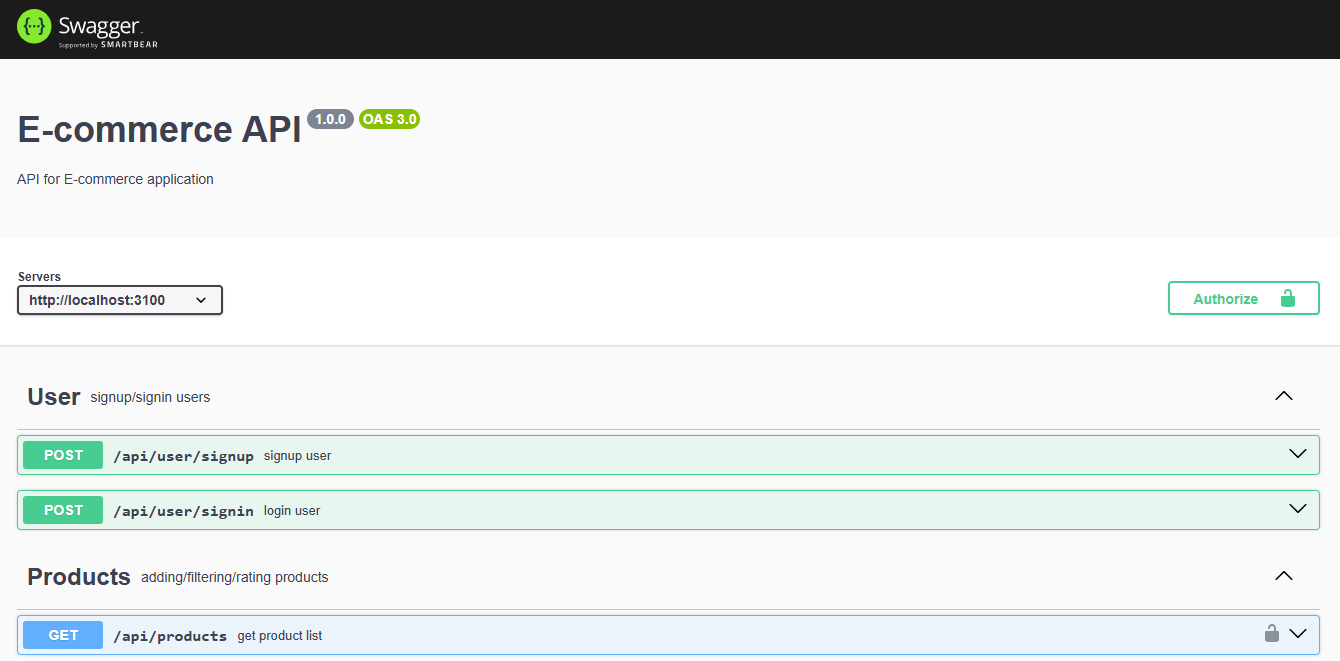 Swagger
Supported by SMARTBEAR
E-commerce API 1.0.0 OAS 3.0
API for E-commerce application
Servers
http://localhost:3100
Authorize
User signup/signin users
POST /api/user/signup signup user
POST /api/user/signin login user
Products adding/filtering/rating products
GET /api/products get product list